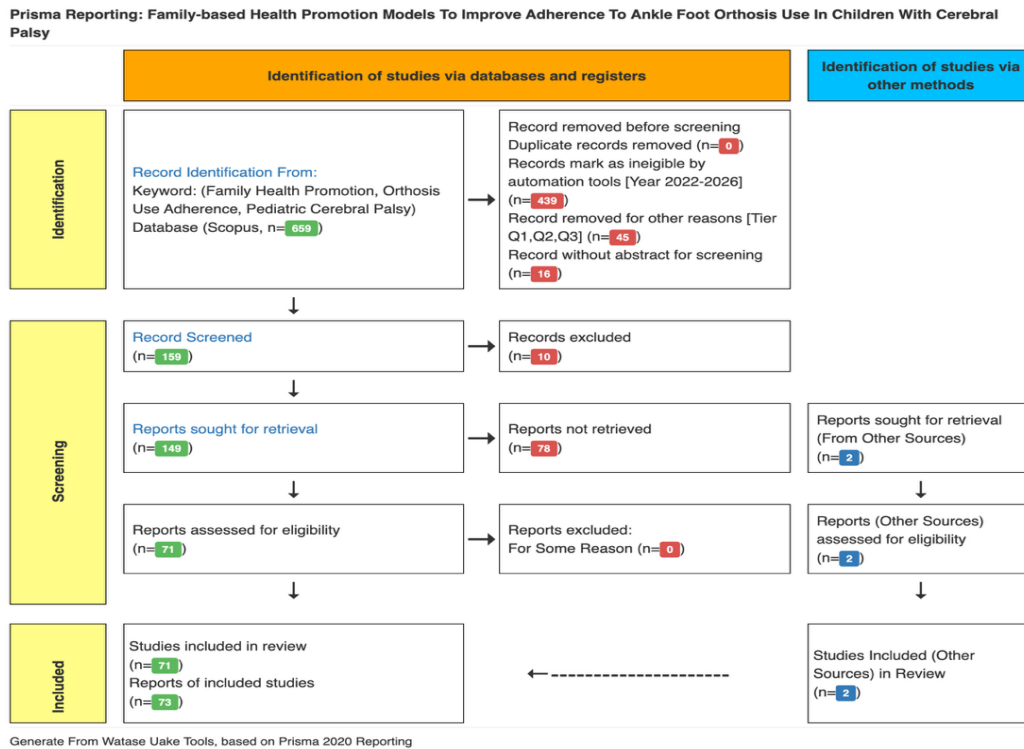 Prisma Reporting: Family-based Health Promotion Models To Improve Adherence To Ankle Foot Orthosis Use In Children With Cerebral
Palsy
Identification of studies via databases and registers
Identification of studies via
other methods
Identification
Record Identification From:
Keyword: (Family Health Promotion, Orthosis
Use Adherence, Pediatric Cerebral Palsy)
Database (Scopus, n=659)
Record removed before screening
Duplicate records removed (n=0)
Records mark as ineigible by
automation tools [Year 2022-2026]
(n=439)
Record removed for other reasons [Tier
Q1,Q2,Q3] (n=45)
Record without abstract for screening
(n=16)
Screening
Record Screened
(n=159)
Records excluded
(n=10)
Reports sought for retrieval
(n=149)
Reports not retrieved
(n=78)
Reports sought for retrieval
(From Other Sources)
(n=2)
Reports assessed for eligibility
(n=71)
Reports excluded:
For Some Reason (n=0)
Reports (Other Sources)
assessed for eligibility
(n=2)
Included
Studies included in review
(n=71)
Reports of included studies
(n=73)
Studies Included (Other
Sources) in Review
(n=2)
Generate From Watase Uake Tools, based on Prisma 2020 Reporting